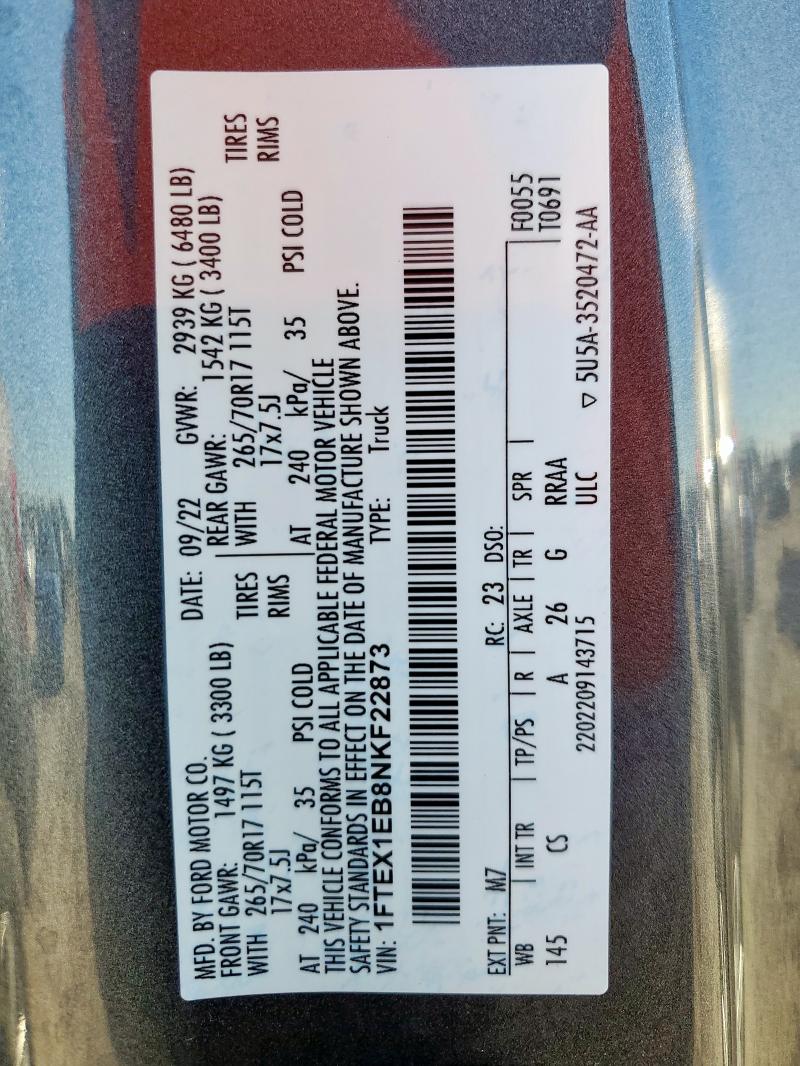 MFD. BY FORD MOTOR CO. DATE: 09/22 GVWR: 2939 KG ( 6480 LB)
FRONT GAWR: 1497 KG ( 3300 LB) REAR GAWR: 1542 KG ( 3400 LB)
WITH 265/70R17 115T TIRES WITH 265/70R17 115T TIRES
17x7.5J RIMS 17x7.5J RIMS
AT 240 kPa/ 35 PSI COLD AT 240 kPa/ 35 PSI COLD
THIS VEHICLE CONFORMS TO ALL APPLICABLE FEDERAL MOTOR VEHICLE
SAFETY STANDARDS IN EFFECT ON THE DATE OF MANUFACTURE SHOWN ABOVE.
VIN: 1FTEX1EB8NKF22873 TYPE: Truck
EXT PNT: M7 RC: 23 DSO: F0055
WB INT TR TP/PS R AXLE TR SPR T0691
145 CS A 26 G RRAA
2202209143715 ULC ▽ 5U5A-3520472-AA